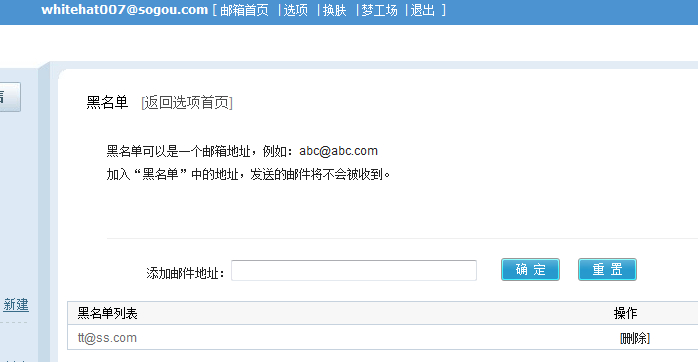 whitehat007@sogou.com [ 邮箱首页 | 选项 | 换肤 | 梦工场 | 退出 ]
黑名单 [返回选项首页]
黑名单可以是一个邮箱地址，例如：abc@abc.com
加入“黑名单”中的地址，发送的邮件将不会被收到。
添加邮件地址： 确 定 重 置
新建
黑名单列表 操作
tt@ss.com [删除]